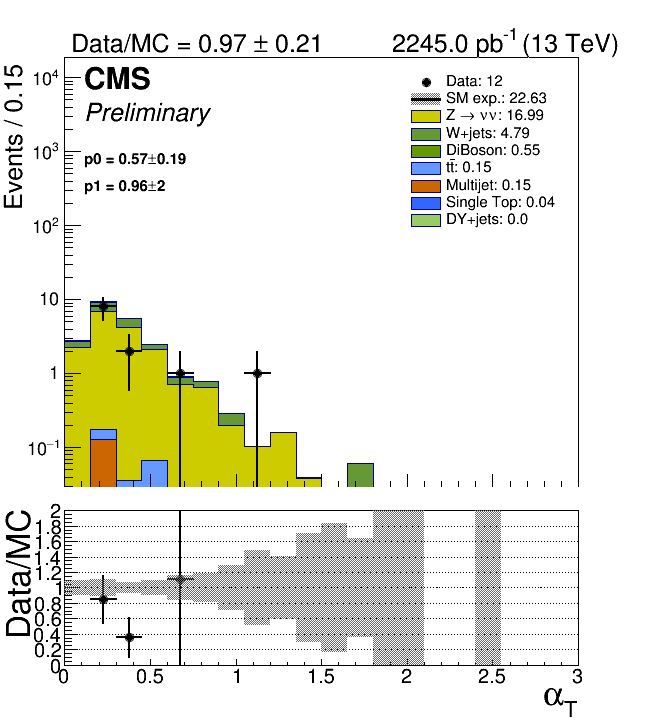 Data/MC = 0.97 ± 0.21 2245.0 pb⁻¹ (13 TeV)
CMS
Preliminary
p0 = 0.57±0.19
p1 = 0.96±2
Data: 12
SM exp.: 22.63
Z → νν: 16.99
W+jets: 4.79
DiBoson: 0.55
tt̄: 0.15
Multijet: 0.15
Single Top: 0.04
DY+jets: 0.0
Events / 0.15
10⁴
10³
10²
10
1
10⁻¹
Data/MC
2
1.8
1.6
1.4
1.2
1
0.8
0.6
0.4
0.2
0
0 0.5 1 1.5 2 2.5 3
α_T